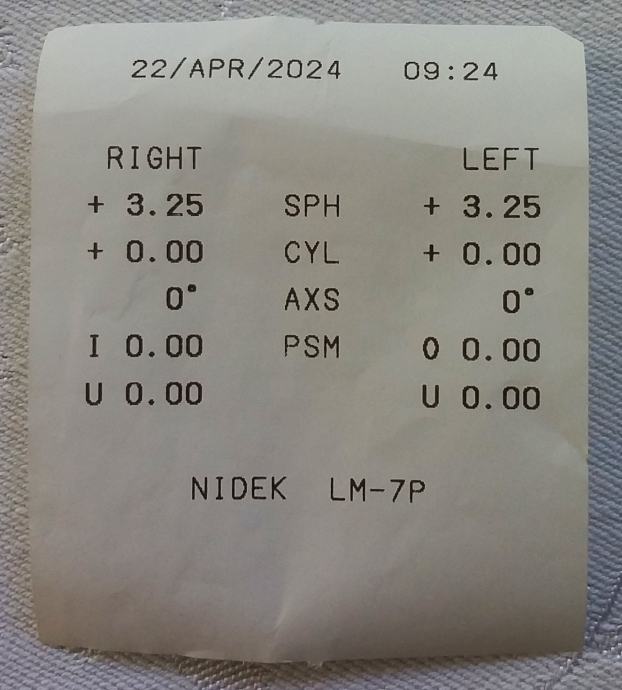 22/APR/2024 09:24
RIGHT LEFT
+ 3.25 SPH + 3.25
+ 0.00 CYL + 0.00
0° AXS 0°
I 0.00 PSM O 0.00
U 0.00 U 0.00
NIDEK LM-7P